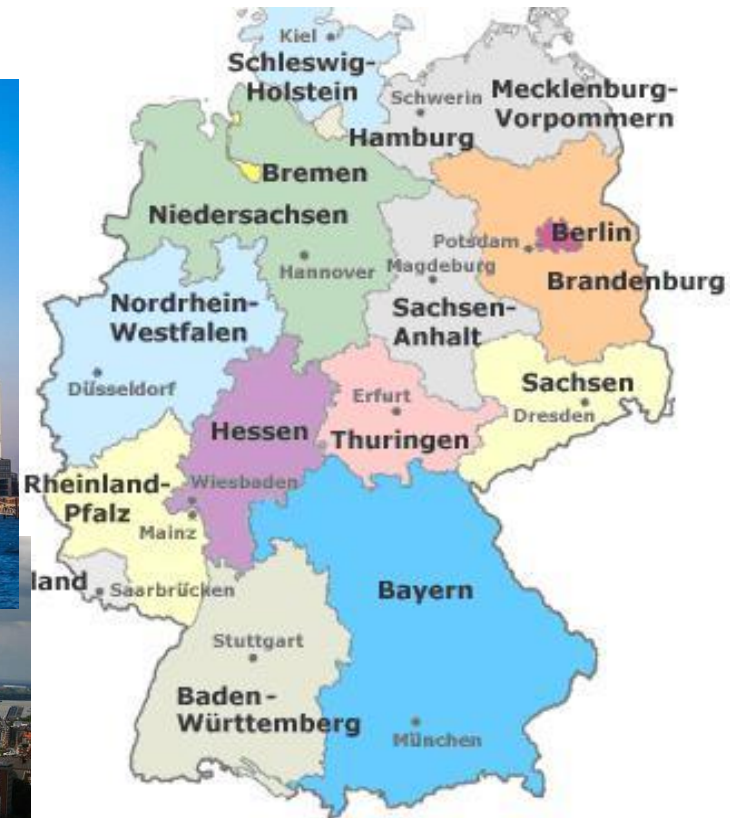 Kiel
Schleswig-
Holstein
Schwerin
Mecklenburg-
Vorpommern
Hamburg
Bremen
Niedersachsen
Berlin
Potsdam
Hannover
Magdeburg
Brandenburg
Nordrhein-
Westfalen
Sachsen-
Anhalt
Düsseldorf
Sachsen
Erfurt
Dresden
Hessen
Thuringen
Rheinland-
Pfalz
Wiesbaden
Mainz
land
Saarbrücken
Bayern
Stuttgart
Baden-
Württemberg
München